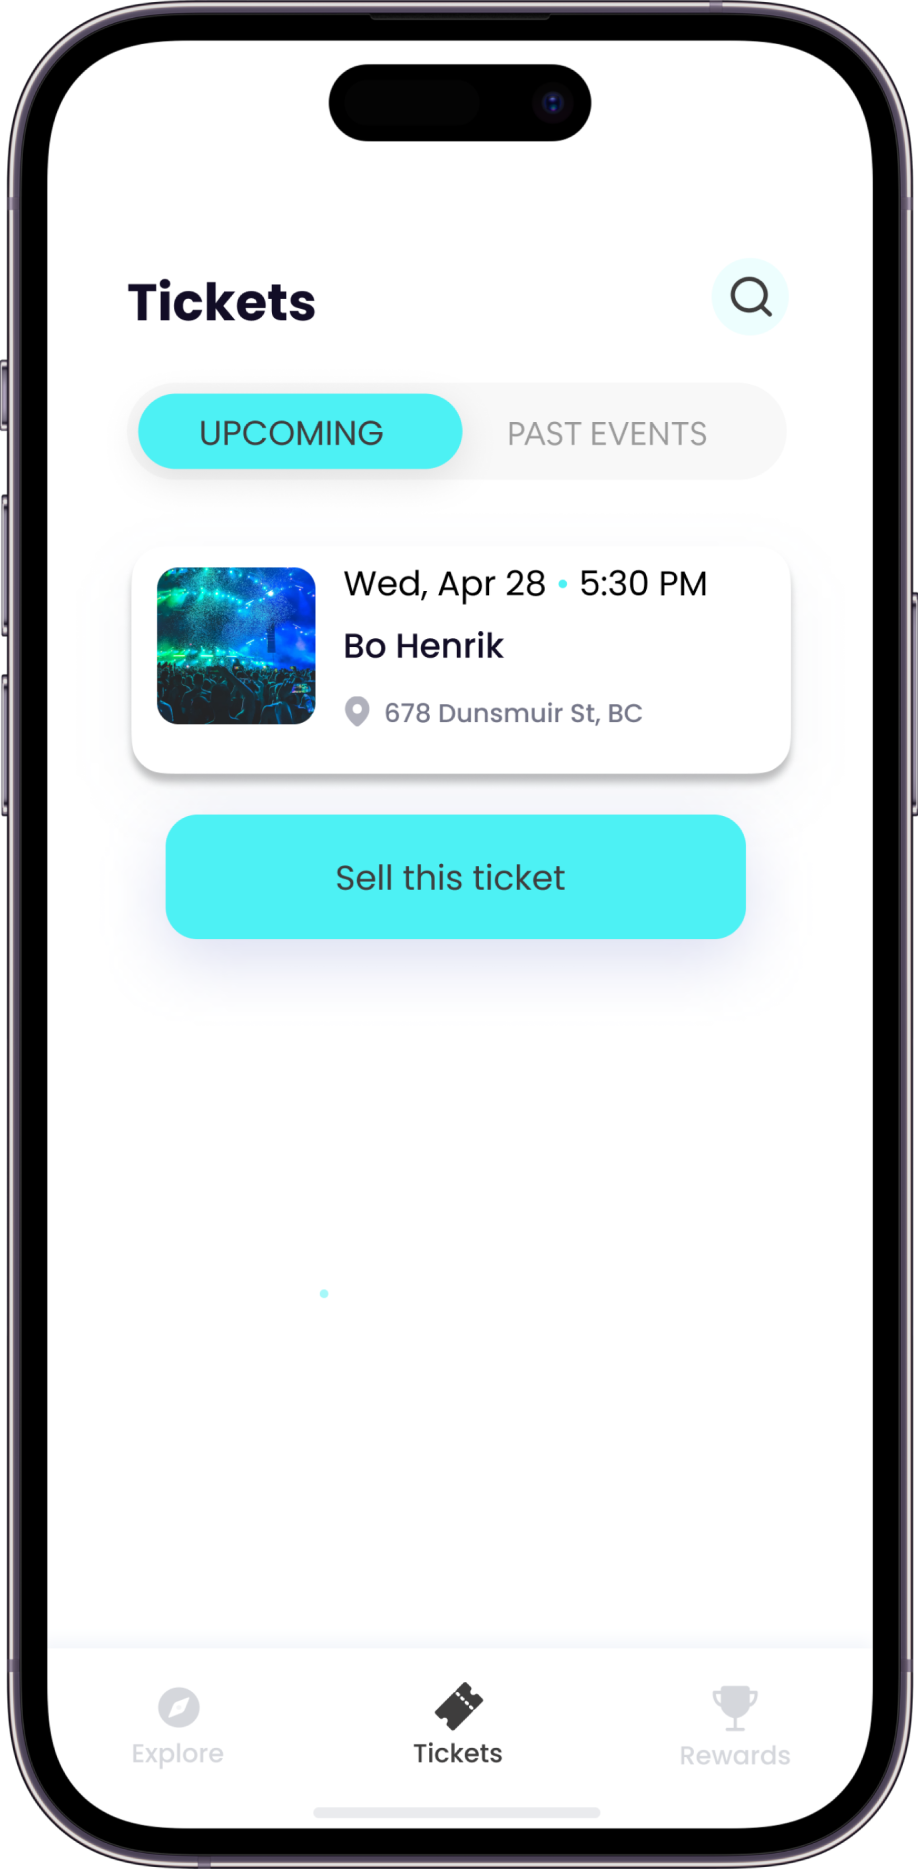 Tickets
UPCOMING
PAST EVENTS
Wed, Apr 28 • 5:30 PM
Bo Henrik
678 Dunsmuir St, BC
Sell this ticket
Explore
Tickets
Rewards